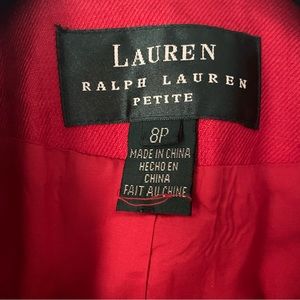 LAUREN
RALPH LAUREN
PETITE
8P
MADE IN CHINA
HECHO EN
CHINA
FAIT AU CHINE